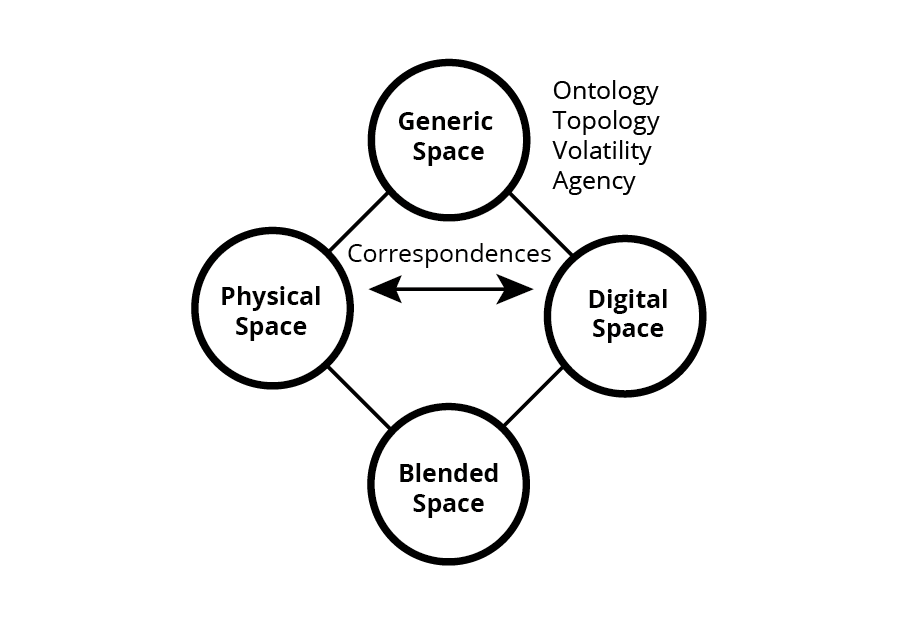 Generic
Space
Ontology
Topology
Volatility
Agency
Correspondences
Physical
Space
Digital
Space
Blended
Space